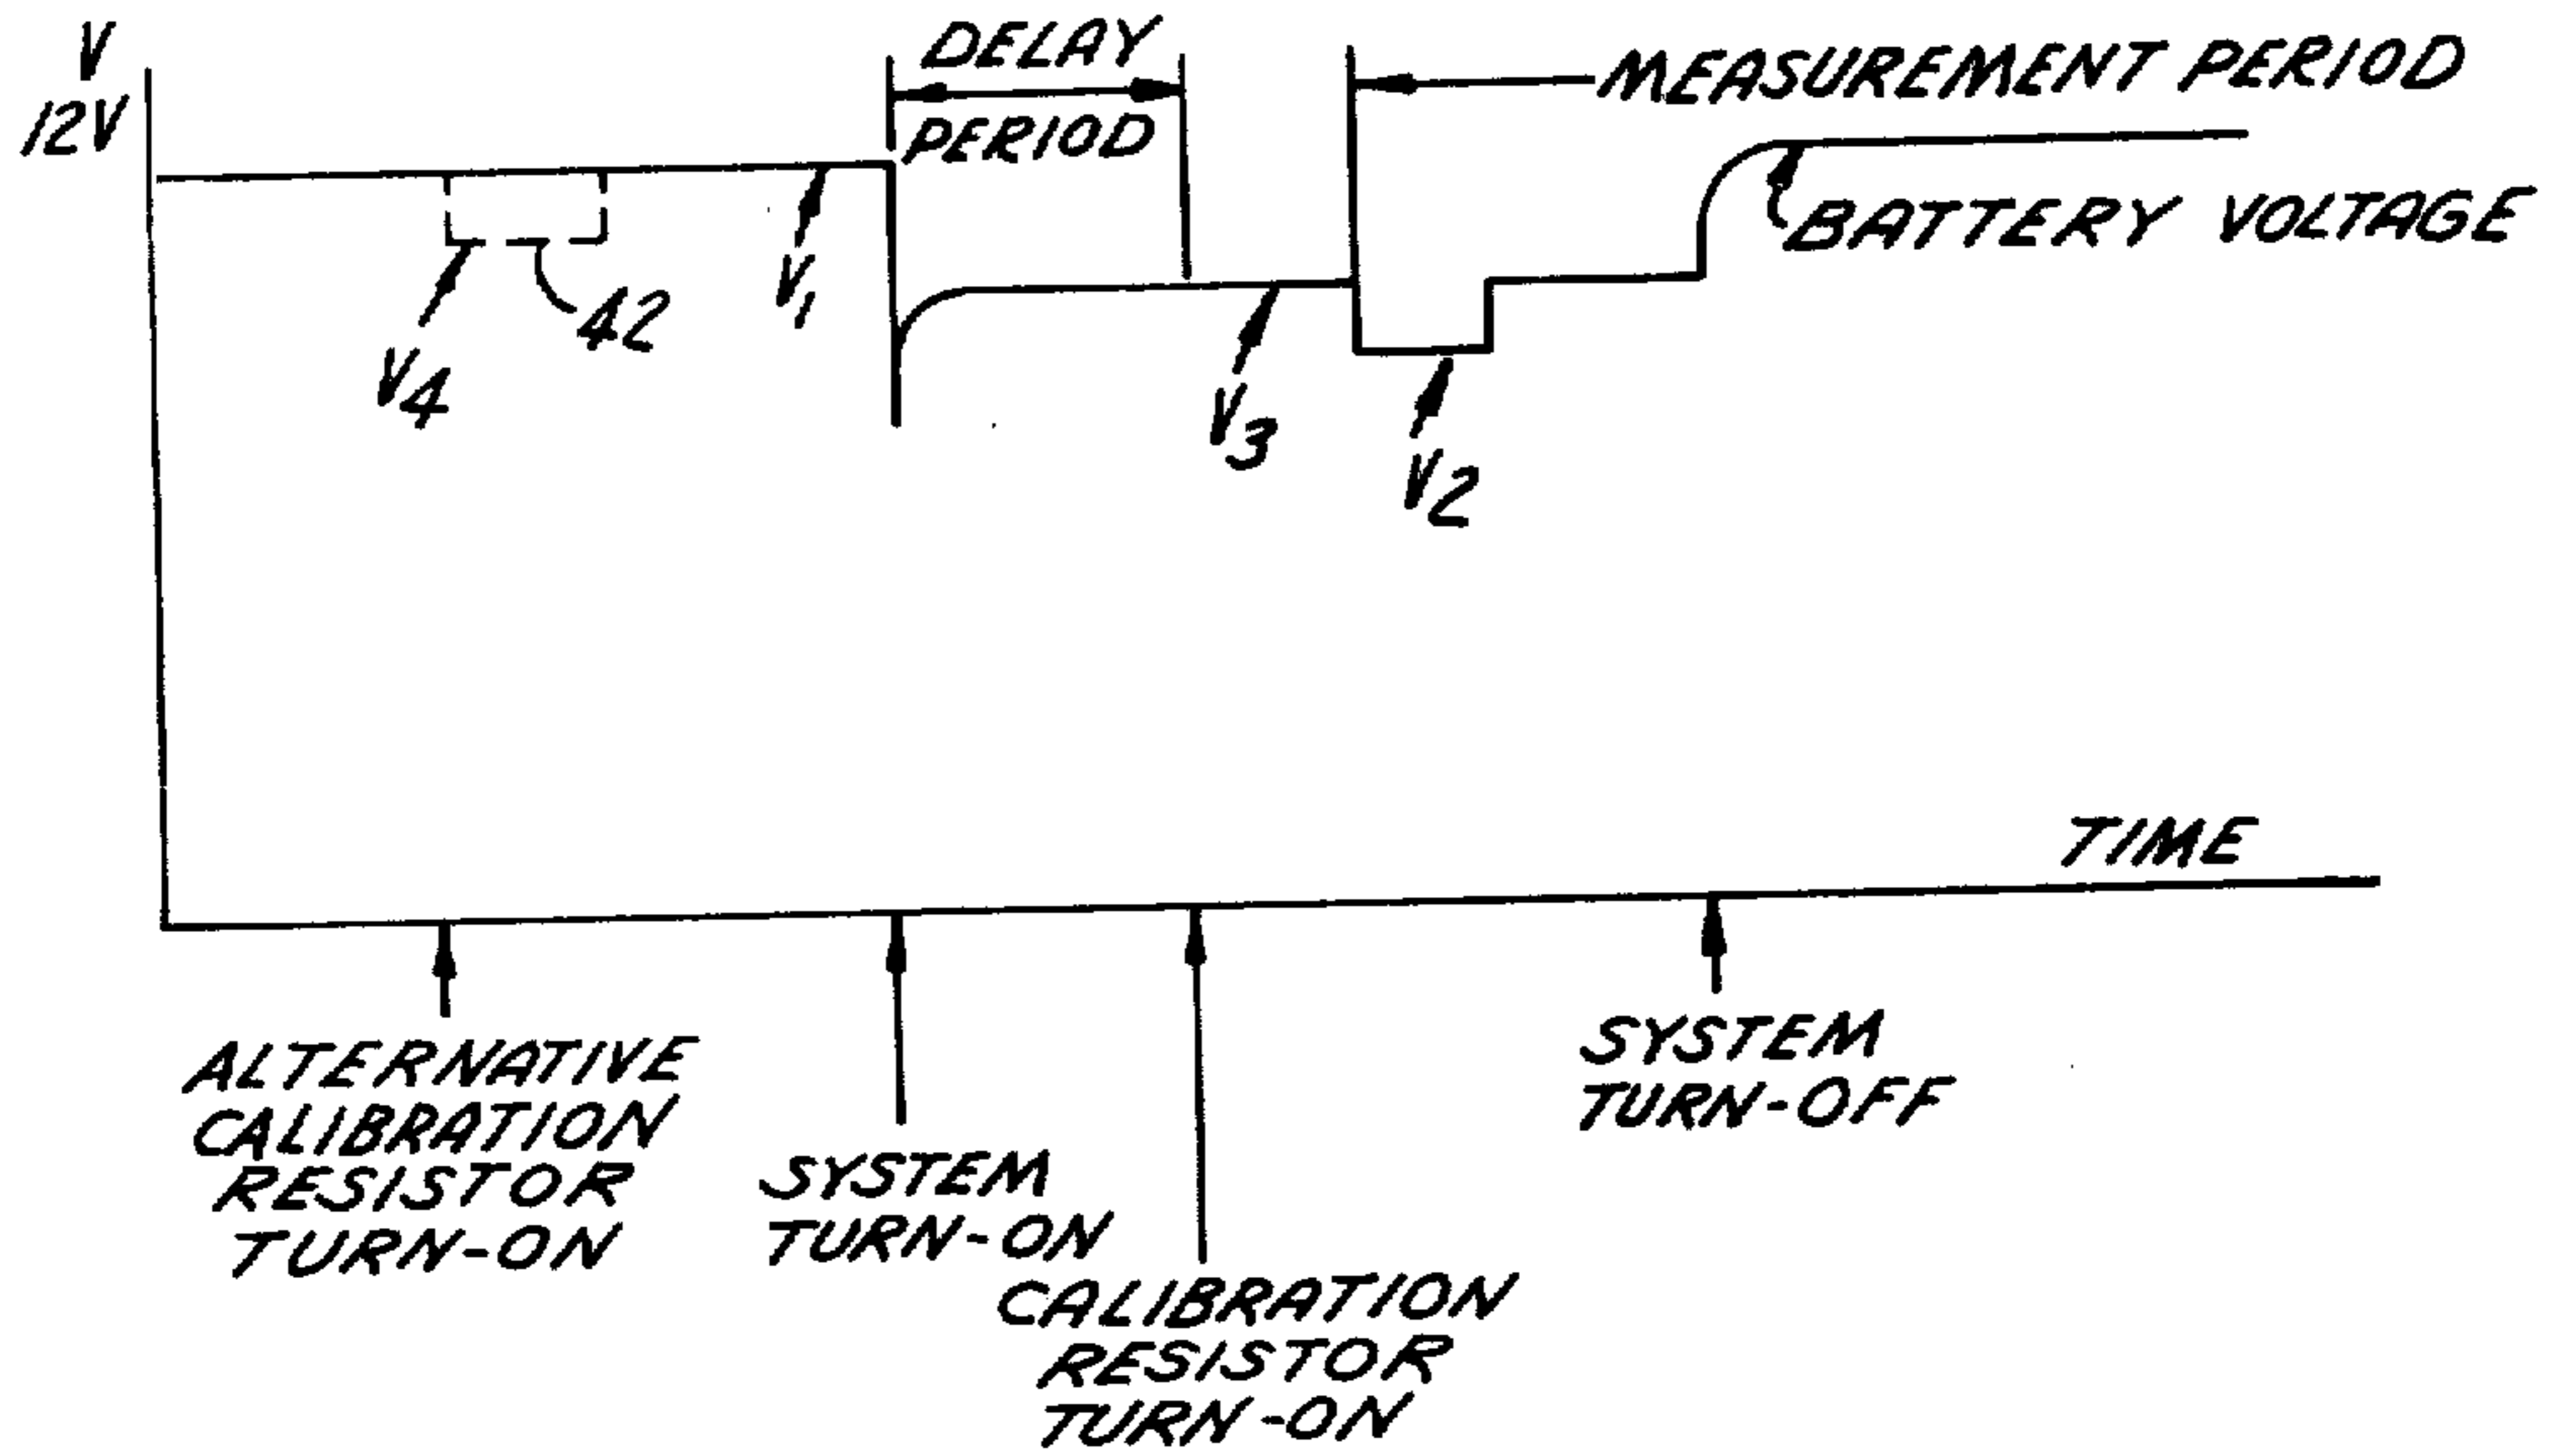 V
12V
DELAY
PERIOD
MEASUREMENT PERIOD
BATTERY VOLTAGE
V1
42
V4
V3
V2
TIME
ALTERNATIVE
CALIBRATION
RESISTOR
TURN-ON
SYSTEM
TURN-ON
CALIBRATION
RESISTOR
TURN-ON
SYSTEM
TURN-OFF